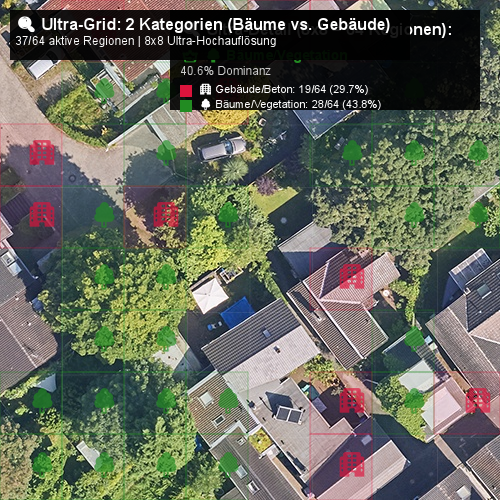 Ultra-Grid: 2 Kategorien (Bäume vs. Gebäude)
37/64 aktive Regionen | 8x8 Ultra-Hochauflösung
40.6% Dominanz
Gebäude/Beton: 19/64 (29.7%)
Bäume/Vegetation: 28/64 (43.8%)